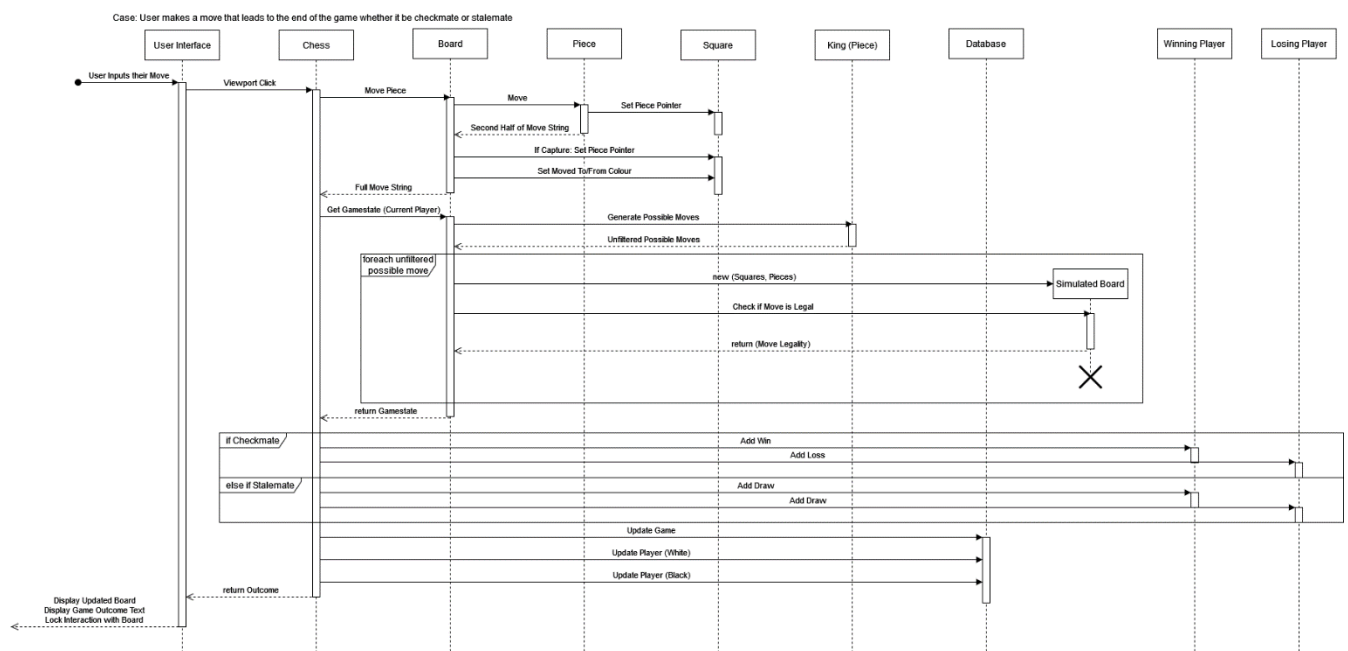 Case: User makes a move that leads to the end of the game whether it be checkmate or stalemate
User Interface
Chess
Board
Piece
Square
King (Piece)
Database
Winning Player
Losing Player
User Inputs their Move
Viewport Click
Move Piece
Move
Set Piece Pointer
Second Half of Move String
If Capture: Set Piece Pointer
Set Moved To/From Colour
Full Move String
Get Gamestate (Current Player)
Generate Possible Moves
Unfiltered Possible Moves
foreach unfiltered
possible move
new (Squares, Pieces)
Simulated Board
Check if Move is Legal
return (Move Legality)
return Gamestate
if Checkmate
Add Win
Add Loss
else if Stalemate
Add Draw
Add Draw
Update Game
Update Player (White)
Update Player (Black)
return Outcome
Display Updated Board
Display Game Outcome Text
Lock Interaction with Board